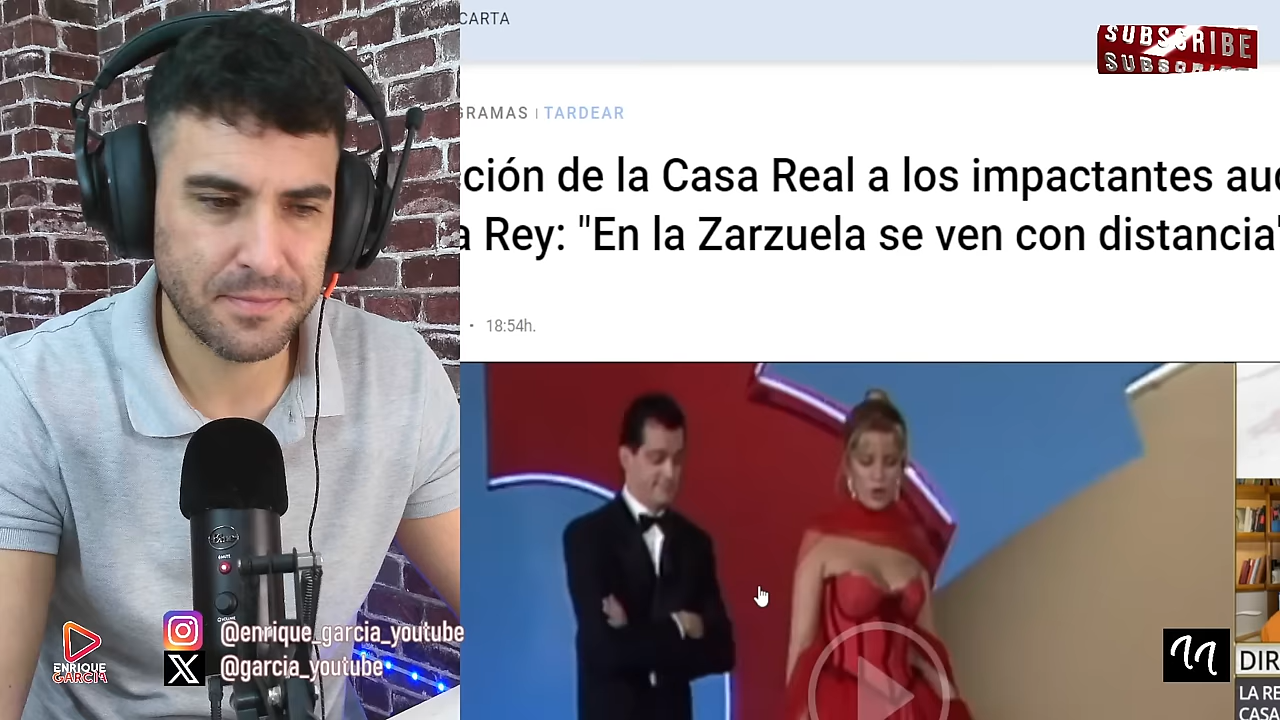 CARTA
SUBSCRIBE
GRAMAS | TARDEAR
ción de la Casa Real a los impactantes auc
a Rey: "En la Zarzuela se ven con distancia"
• 18:54h.
@enrique_garcia_youtube
@garcia_youtube
ENRIQUE
GARCIA
DIR
LA RE
CASA